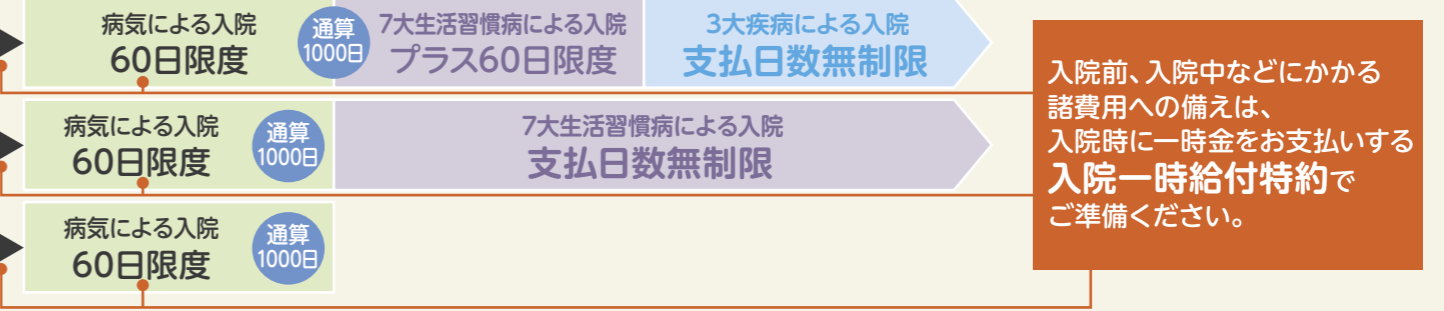 病気による入院
60日限度
通算
1000日
7大生活習慣病による入院
プラス60日限度
3大疾病による入院
支払日数無制限
病気による入院
60日限度
通算
1000日
7大生活習慣病による入院
支払日数無制限
病気による入院
60日限度
通算
1000日
入院前、入院中などにかかる
諸費用への備えは、
入院時に一時金をお支払いする
入院一時給付特約で
ご準備ください。